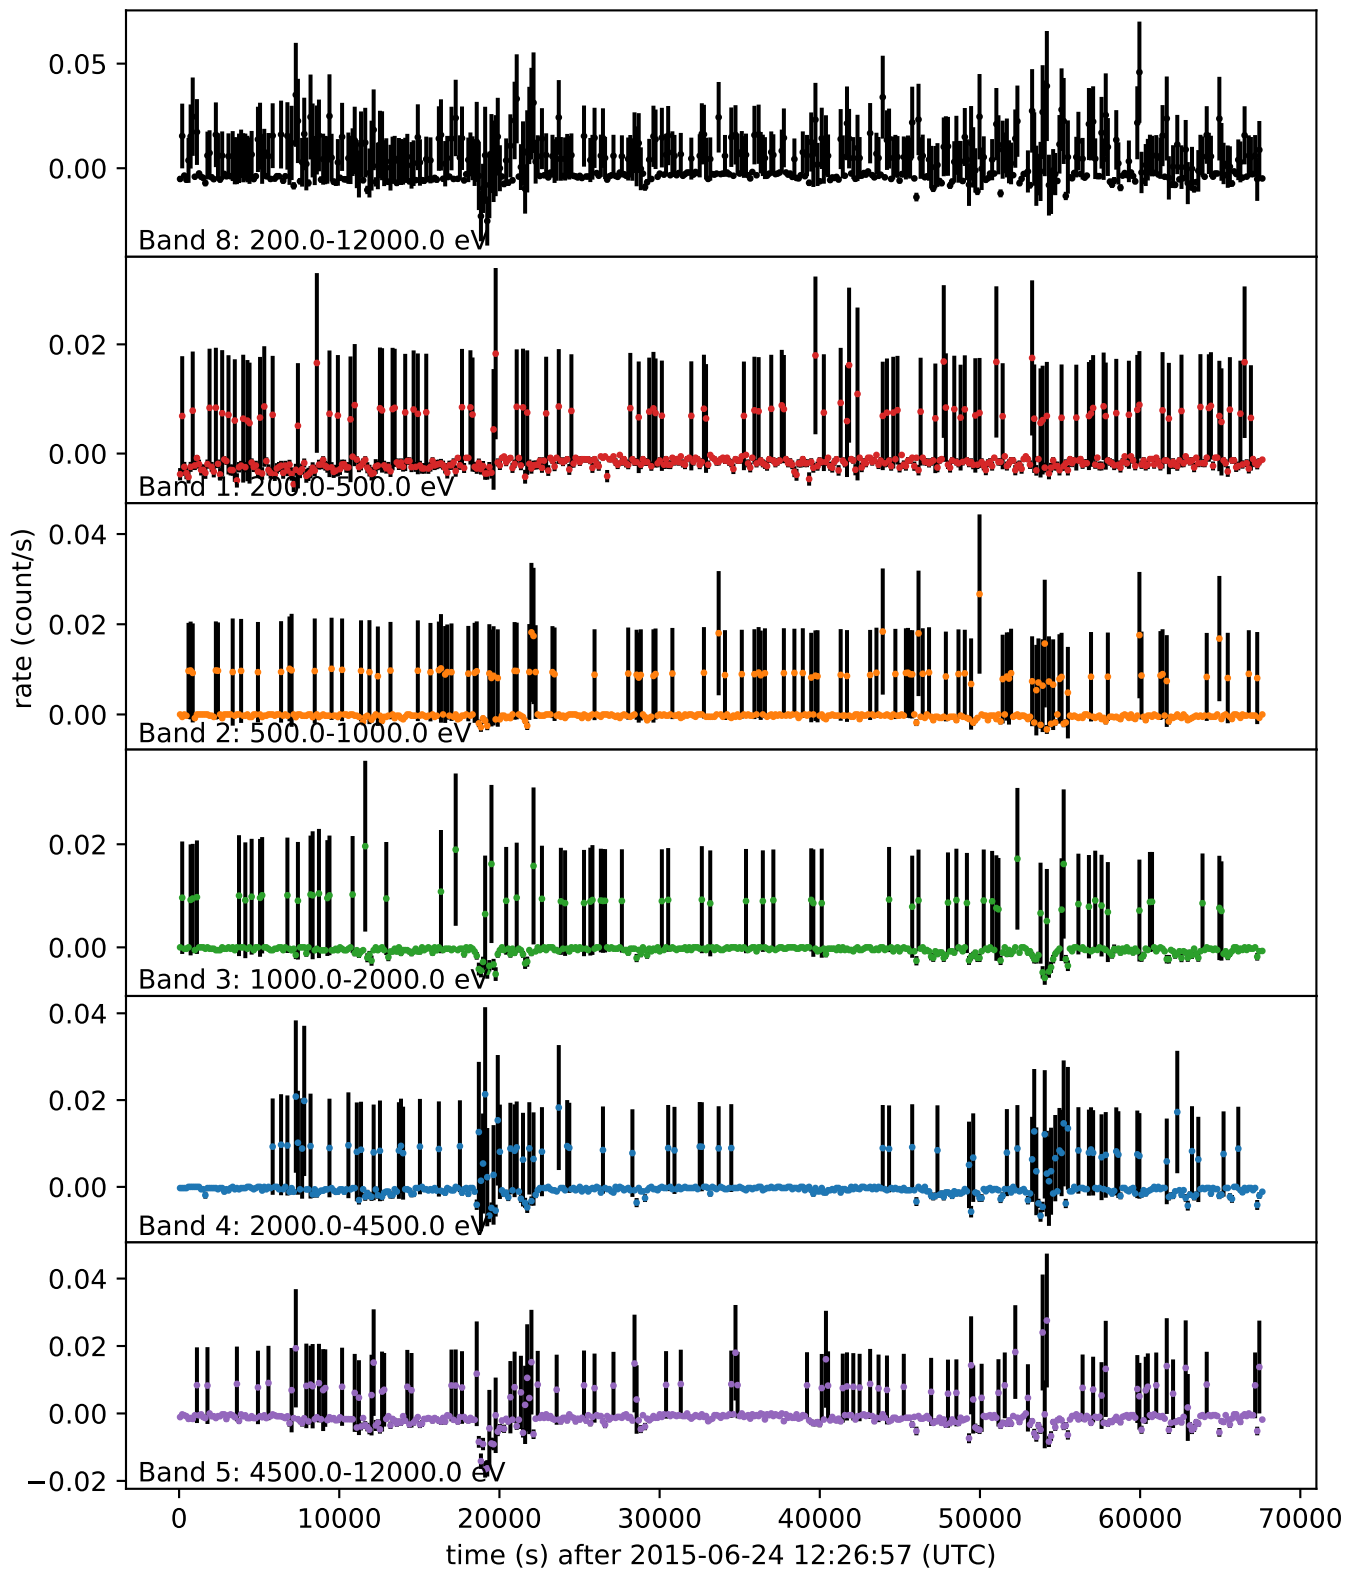 0.05
0.00
Band 8: 200.0-12000.0 eV
0.02
0.00
Band 1: 200.0-500.0 eV
0.04
0.02
0.00
Band 2: 500.0-1000.0 eV
rate (count/s)
0.02
0.00
Band 3: 1000.0-2000.0 eV
0.04
0.02
0.00
Band 4: 2000.0-4500.0 eV
0.04
0.02
0.00
−0.02
Band 5: 4500.0-12000.0 eV
0 10000 20000 30000 40000 50000 60000 70000
time (s) after 2015-06-24 12:26:57 (UTC)